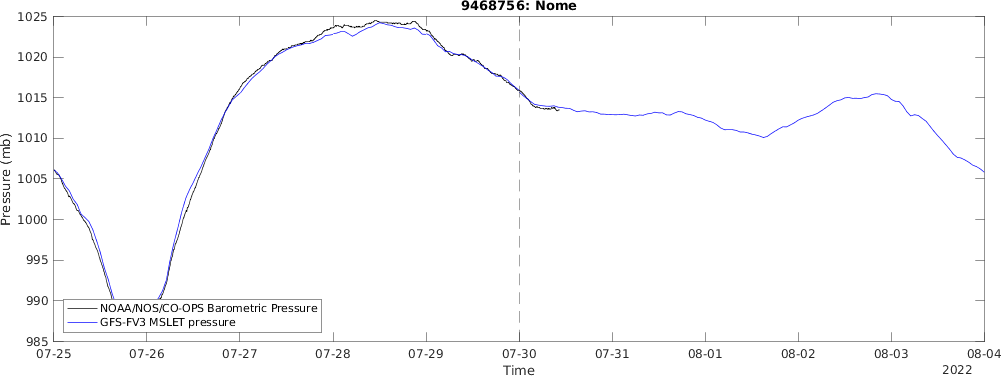 9468756: Nome
1025
1020
1015
1010
1005
1000
995
990
985
Pressure (mb)
NOAA/NOS/CO-OPS Barometric Pressure
GFS-FV3 MSLET pressure
07-25 07-26 07-27 07-28 07-29 07-30 07-31 08-01 08-02 08-03 08-04
Time
2022